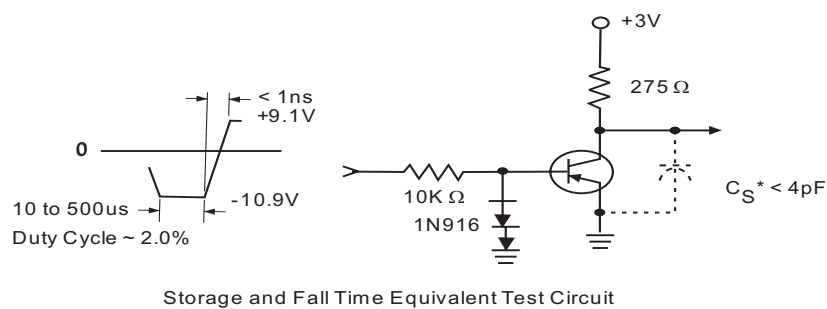 +3V
< 1ns
+9.1V
275 Ω
0
10K Ω
-10.9V
1N916
10 to 500us
Duty Cycle ~ 2.0%
CS* < 4pF
Storage and Fall Time Equivalent Test Circuit